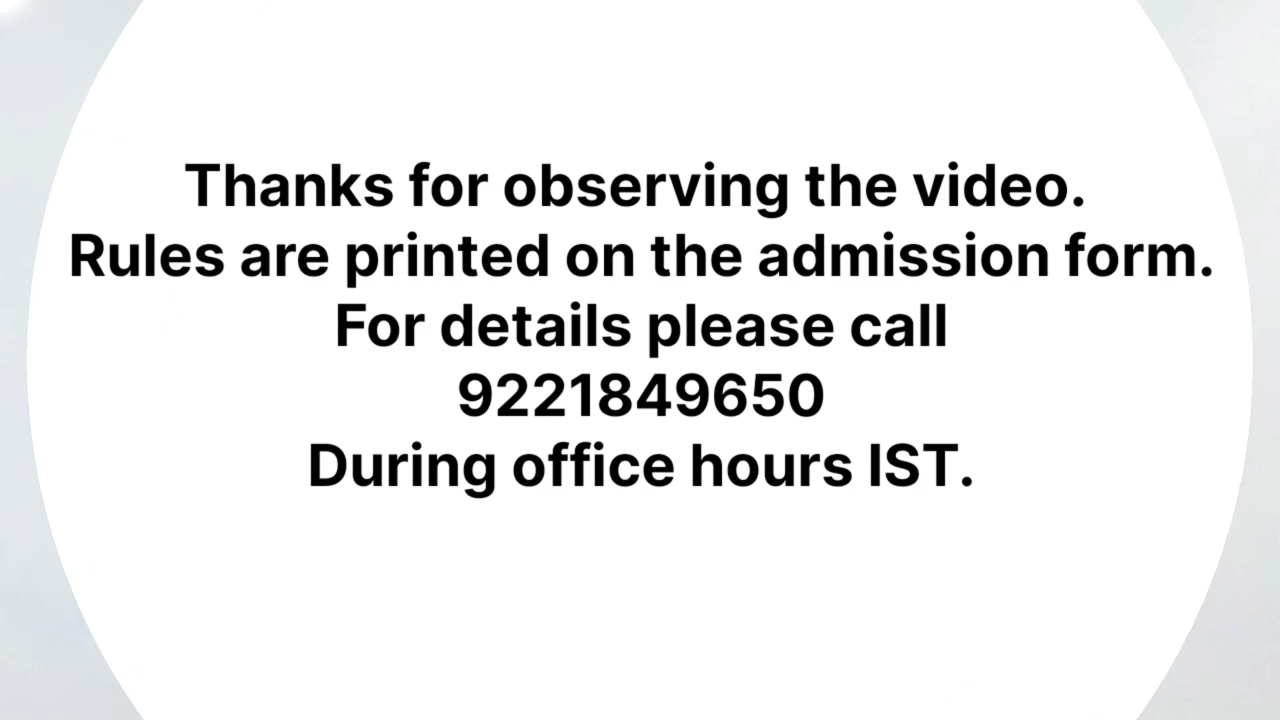 Thanks for observing the video.
Rules are printed on the admission form.
For details please call
9221849650
During office hours IST.